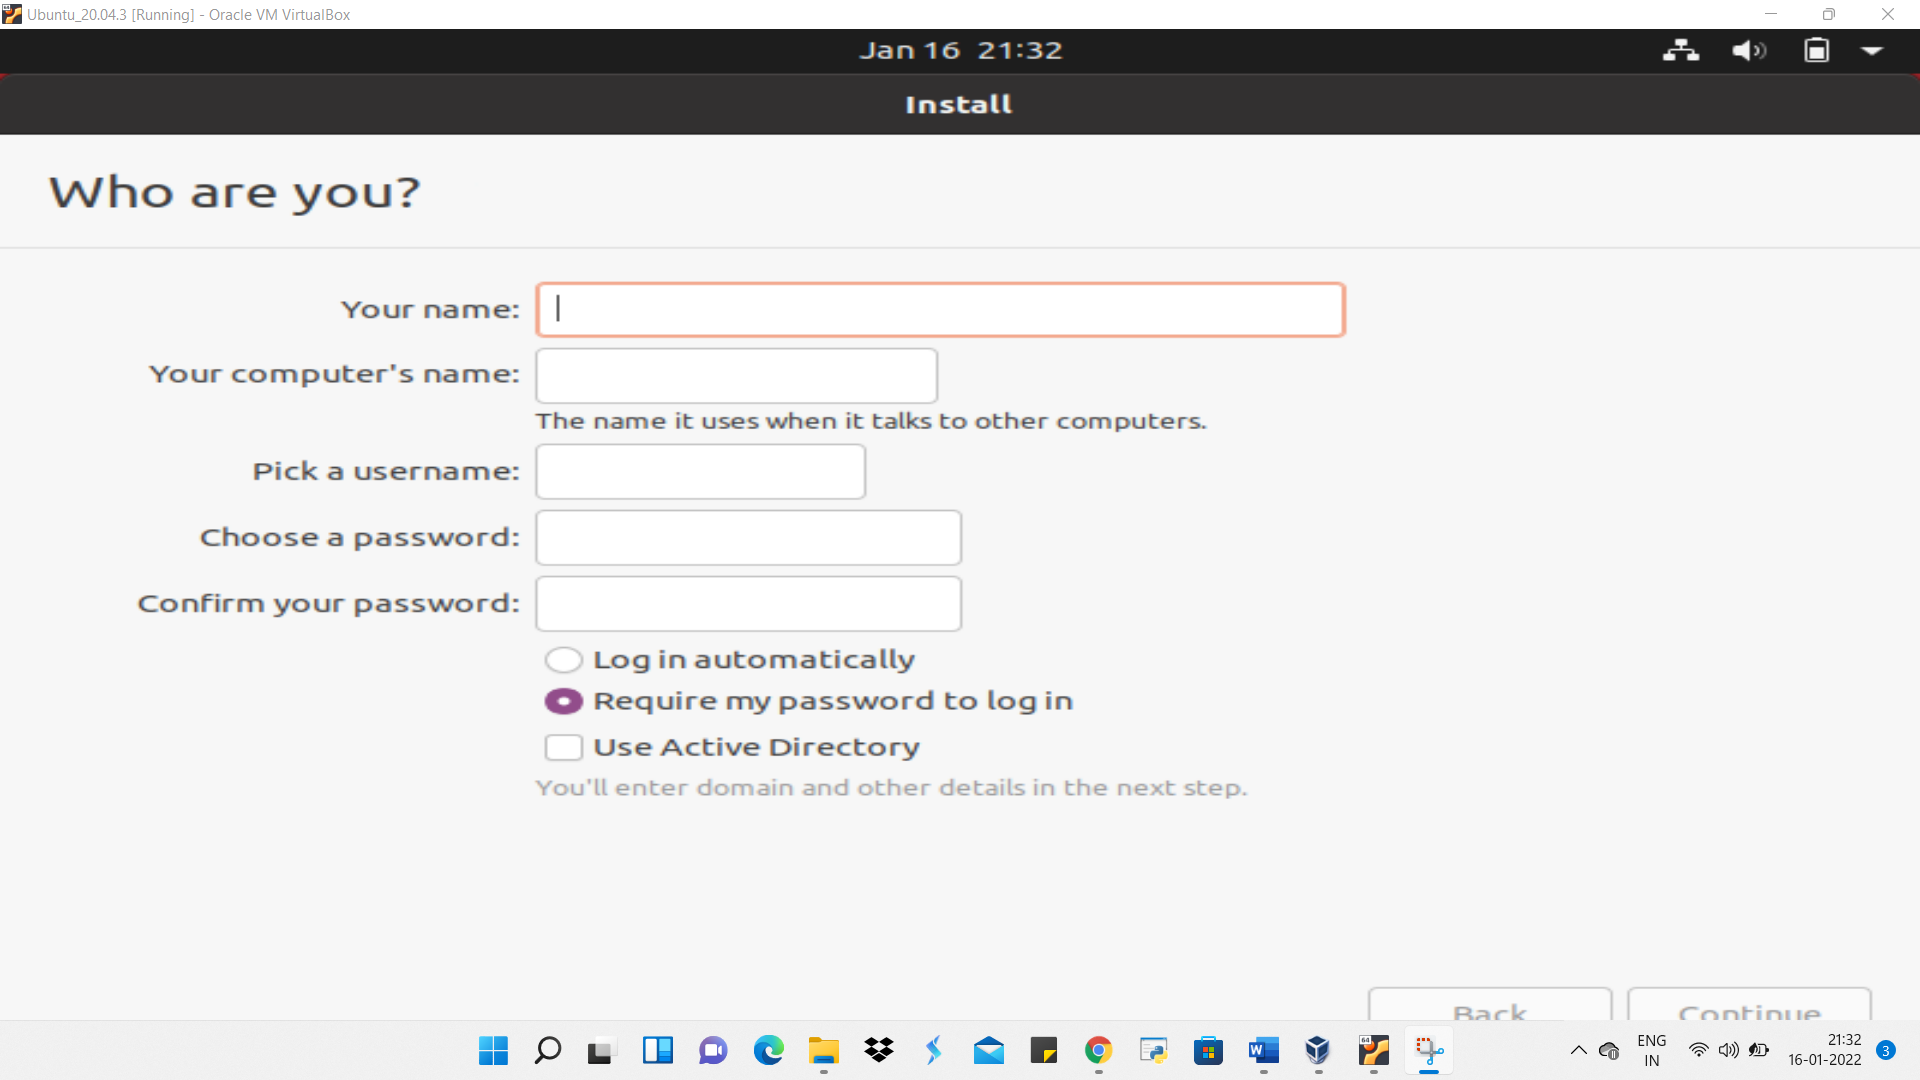 Ubuntu_20.04.3 [Running] - Oracle VM VirtualBox
Jan 16 21:32
Install
Who are you?
Your name:
Your computer's name:
The name it uses when it talks to other computers.
Pick a username:
Choose a password:
Confirm your password:
Log in automatically
Require my password to log in
Use Active Directory
You'll enter domain and other details in the next step.
Back
Continue
64
W
ENG
IN
21:32
16-01-2022
3